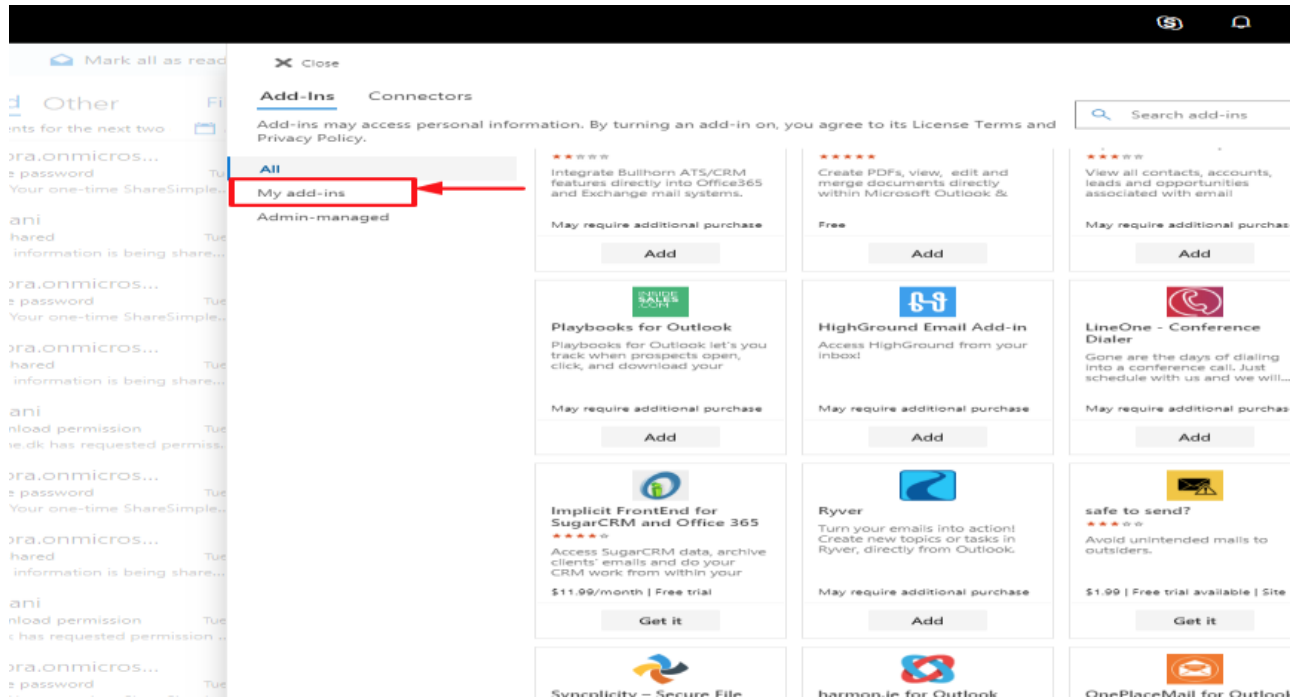 Mark all as read
Close
Other
Fi
ents for the next two
Add-Ins
Connectors
Add-ins may access personal information. By turning an add-in on, you agree to its License Terms and
Privacy Policy.
Search add-ins
All
My add-ins
Admin-managed
ora.onmicros...
e password
Tu
Your one-time ShareSimple..
ani
hared
Tue
information is being share...
ora.onmicros...
e password
Tue
Your one-time ShareSimple..
ora.onmicros...
hared
Tue
information is being share...
ani
nload permission
Tue
ne.dk has requested permiss.
ora.onmicros...
e password
Tue
Your one-time ShareSimple..
ora.onmicros...
hared
Tue
information is being share...
ani
nload permission
Tue
k has requested permission ..
ora.onmicros...
e password
Tue
Integrate Bullhorn ATS/CRM
features directly into Office365
and Exchange mail systems.
May require additional purchase
Add
Create PDFs, view, edit and
merge documents directly
within Microsoft Outlook &
Free
Add
View all contacts, accounts,
leads and opportunities
associated with email
May require additional purchas
Add
INSIDE
SALES
.COM
Playbooks for Outlook
Playbooks for Outlook let's you
track when prospects open,
click, and download your
May require additional purchase
Add
HighGround Email Add-in
Access HighGround from your
inbox!
May require additional purchase
Add
LineOne - Conference
Dialer
Gone are the days of dialing
into a conference call. Just
schedule with us and we will...
May require additional purchas
Add
Implicit FrontEnd for
SugarCRM and Office 365
Access SugarCRM data, archive
clients' emails and do your
CRM work from within your
$11.99/month | Free trial
Get it
Ryver
Turn your emails into action!
Create new topics or tasks in
Ryver, directly from Outlook.
May require additional purchase
Add
safe to send?
Avoid unintended mails to
outsiders.
$1.99 | Free trial available | Site
Get it
Syncplicity – Secure File
harmon.ie for Outlook
OnePlaceMail for Outlook